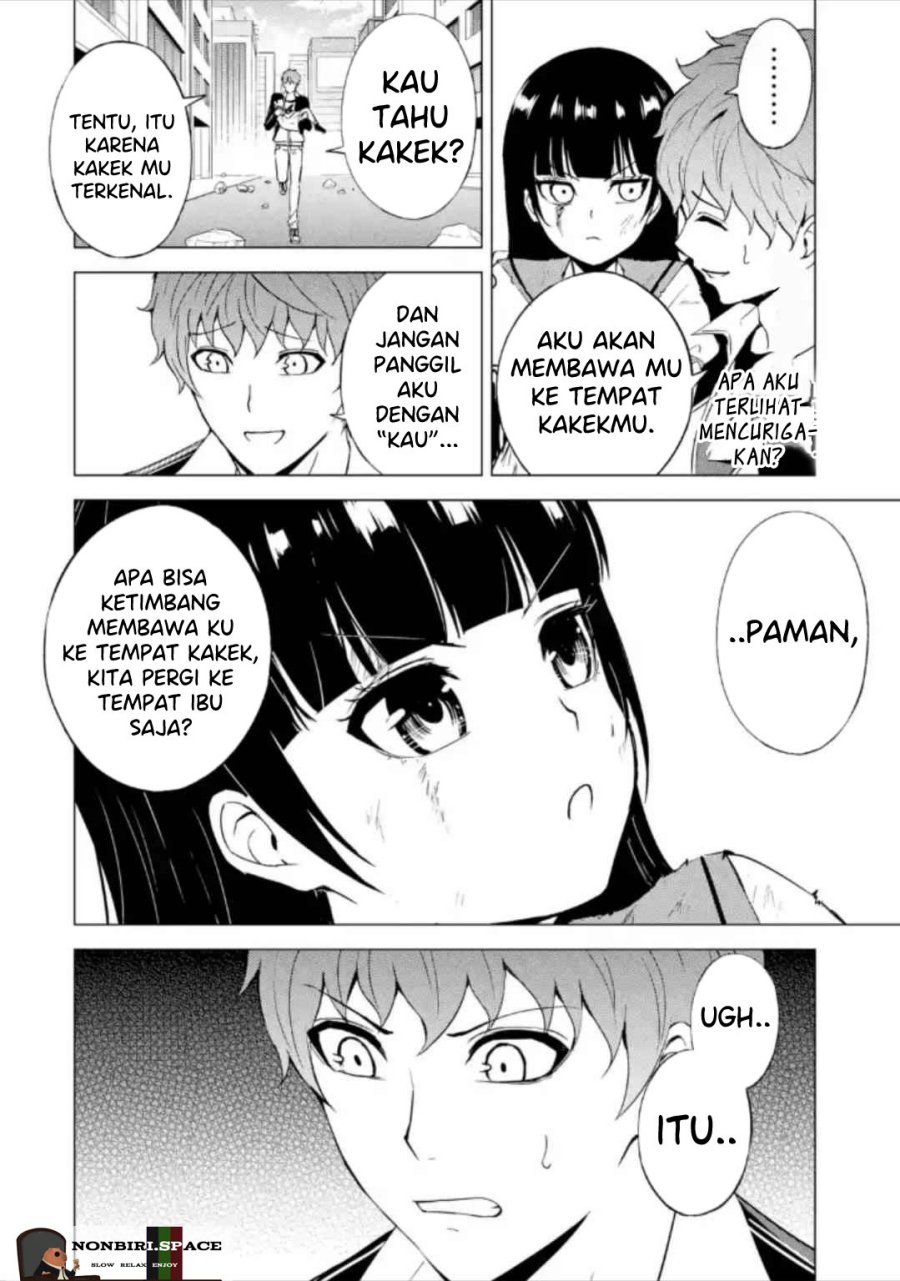 .........
AKU AKAN
MEMBAWA MU
KE TEMPAT
KAKEKMU.
APA AKU
TERLIHAT
MENCURIGA-
KAN?
KAU
TAHU
KAKEK?
TENTU, ITU
KARENA
KAKEK MU
TERKENAL.
DAN
JANGAN
PANGGIL
AKU
DENGAN
“KAU”...
..PAMAN,
APA BISA
KETIMBANG
MEMBAWA KU
KE TEMPAT KAKEK,
KITA PERGI KE
TEMPAT IBU
SAJA?
UGH..
ITU..
NONBIRI.SPACE
SLOW RELAX ENJOY